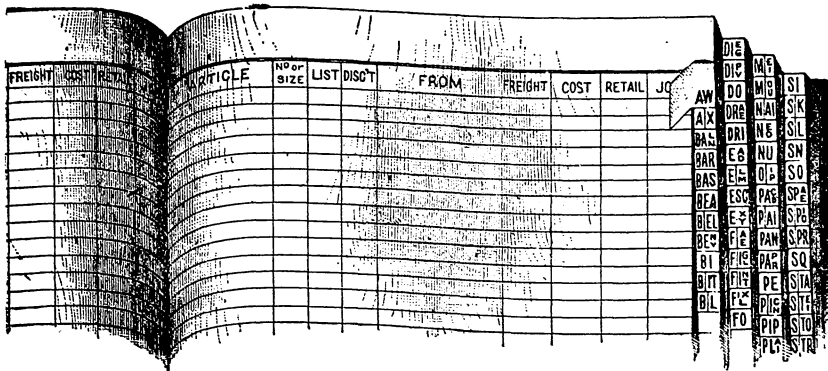 FREIGHT COST RETAIL
ARTICLE No or SIZE LIST DISC'T FROM FREIGHT COST RETAIL JO
AW
AX
BAR
BAS
BEA
BEL
BI
BL
DO
DRE
DRI
ESC
FO
NAI
NU
PAI
PAN
PE
PIP
SI
SK
SL
SN
SO
SPR
SQ
STA
STO
STR